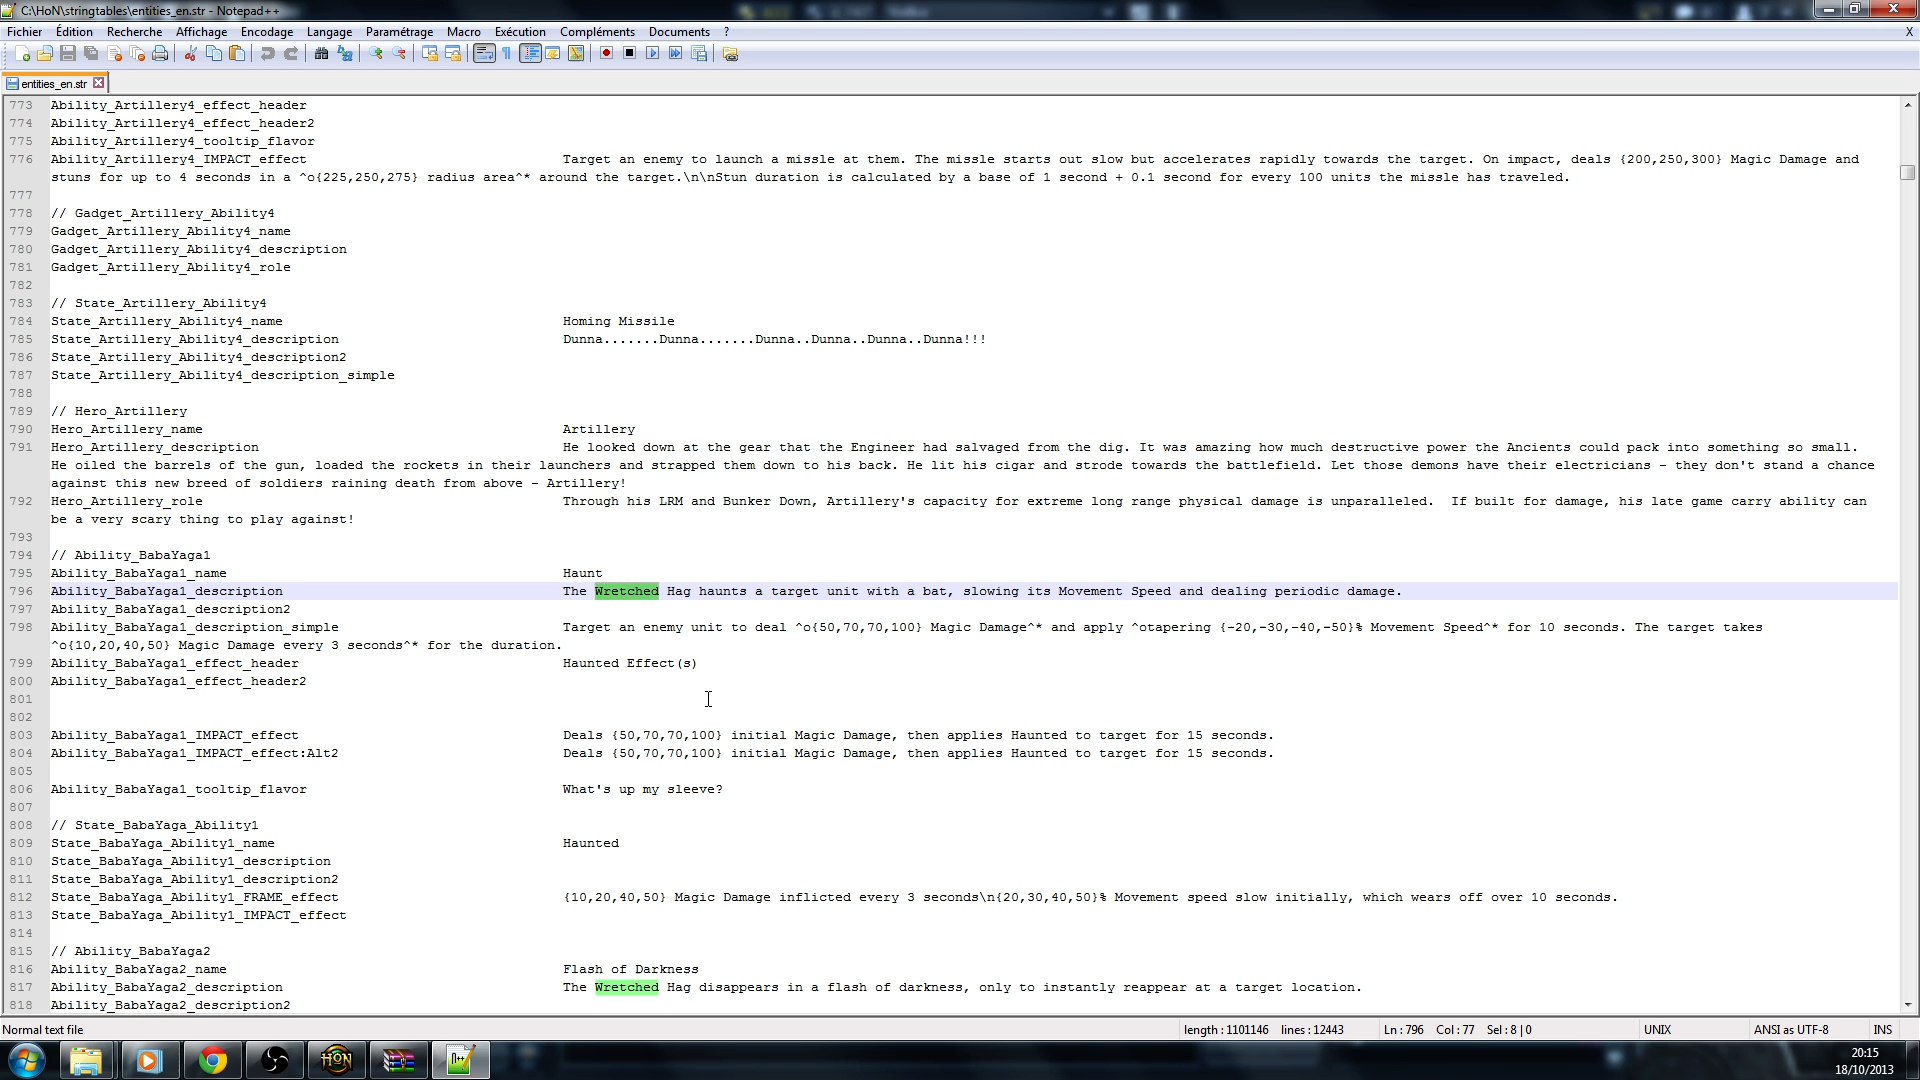 C:\HoN\stringtables\entities_en.str - Notepad++
Fichier Édition Recherche Affichage Encodage Langage Paramétrage Macro Exécution Compléments Documents ? X
entities_en.str
773 Ability_Artillery4_effect_header
774 Ability_Artillery4_effect_header2
775 Ability_Artillery4_tooltip_flavor
776 Ability_Artillery4_IMPACT_effect Target an enemy to launch a missle at them. The missle starts out slow but accelerates rapidly towards the target. On impact, deals {200,250,300} Magic Damage and
stuns for up to 4 seconds in a ^o{225,250,275} radius area^* around the target.\n\nStun duration is calculated by a base of 1 second + 0.1 second for every 100 units the missle has traveled.
777
778 // Gadget_Artillery_Ability4
779 Gadget_Artillery_Ability4_name
780 Gadget_Artillery_Ability4_description
781 Gadget_Artillery_Ability4_role
782
783 // State_Artillery_Ability4
784 State_Artillery_Ability4_name Homing Missile
785 State_Artillery_Ability4_description Dunna.......Dunna.......Dunna..Dunna..Dunna..Dunna!!!
786 State_Artillery_Ability4_description2
787 State_Artillery_Ability4_description_simple
788
789 // Hero_Artillery
790 Hero_Artillery_name Artillery
791 Hero_Artillery_description He looked down at the gear that the Engineer had salvaged from the dig. It was amazing how much destructive power the Ancients could pack into something so small.
He oiled the barrels of the gun, loaded the rockets in their launchers and strapped them down to his back. He lit his cigar and strode towards the battlefield. Let those demons have their electricians - they don't stand a chance
against this new breed of soldiers raining death from above - Artillery!
792 Hero_Artillery_role Through his LRM and Bunker Down, Artillery's capacity for extreme long range physical damage is unparalleled.  If built for damage, his late game carry ability can
be a very scary thing to play against!
793
794 // Ability_BabaYaga1
795 Ability_BabaYaga1_name Haunt
796 Ability_BabaYaga1_description The Wretched Hag haunts a target unit with a bat, slowing its Movement Speed and dealing periodic damage.
797 Ability_BabaYaga1_description2
798 Ability_BabaYaga1_description_simple Target an enemy unit to deal ^o{50,70,70,100} Magic Damage^* and apply ^otapering {-20,-30,-40,-50}% Movement Speed^* for 10 seconds. The target takes
^o{10,20,40,50} Magic Damage every 3 seconds^* for the duration.
799 Ability_BabaYaga1_effect_header Haunted Effect(s)
800 Ability_BabaYaga1_effect_header2
801
802
803 Ability_BabaYaga1_IMPACT_effect Deals {50,70,70,100} initial Magic Damage, then applies Haunted to target for 15 seconds.
804 Ability_BabaYaga1_IMPACT_effect:Alt2 Deals {50,70,70,100} initial Magic Damage, then applies Haunted to target for 15 seconds.
805
806 Ability_BabaYaga1_tooltip_flavor What's up my sleeve?
807
808 // State_BabaYaga_Ability1
809 State_BabaYaga_Ability1_name Haunted
810 State_BabaYaga_Ability1_description
811 State_BabaYaga_Ability1_description2
812 State_BabaYaga_Ability1_FRAME_effect {10,20,40,50} Magic Damage inflicted every 3 seconds\n{20,30,40,50}% Movement speed slow initially, which wears off over 10 seconds.
813 State_BabaYaga_Ability1_IMPACT_effect
814
815 // Ability_BabaYaga2
816 Ability_BabaYaga2_name Flash of Darkness
817 Ability_BabaYaga2_description The Wretched Hag disappears in a flash of darkness, only to instantly reappear at a target location.
818 Ability_BabaYaga2_description2
Normal text file length : 1101146 lines : 12443 Ln : 796 Col : 77 Sel : 8 | 0 UNIX ANSI as UTF-8 INS
HON
20:15
18/10/2013